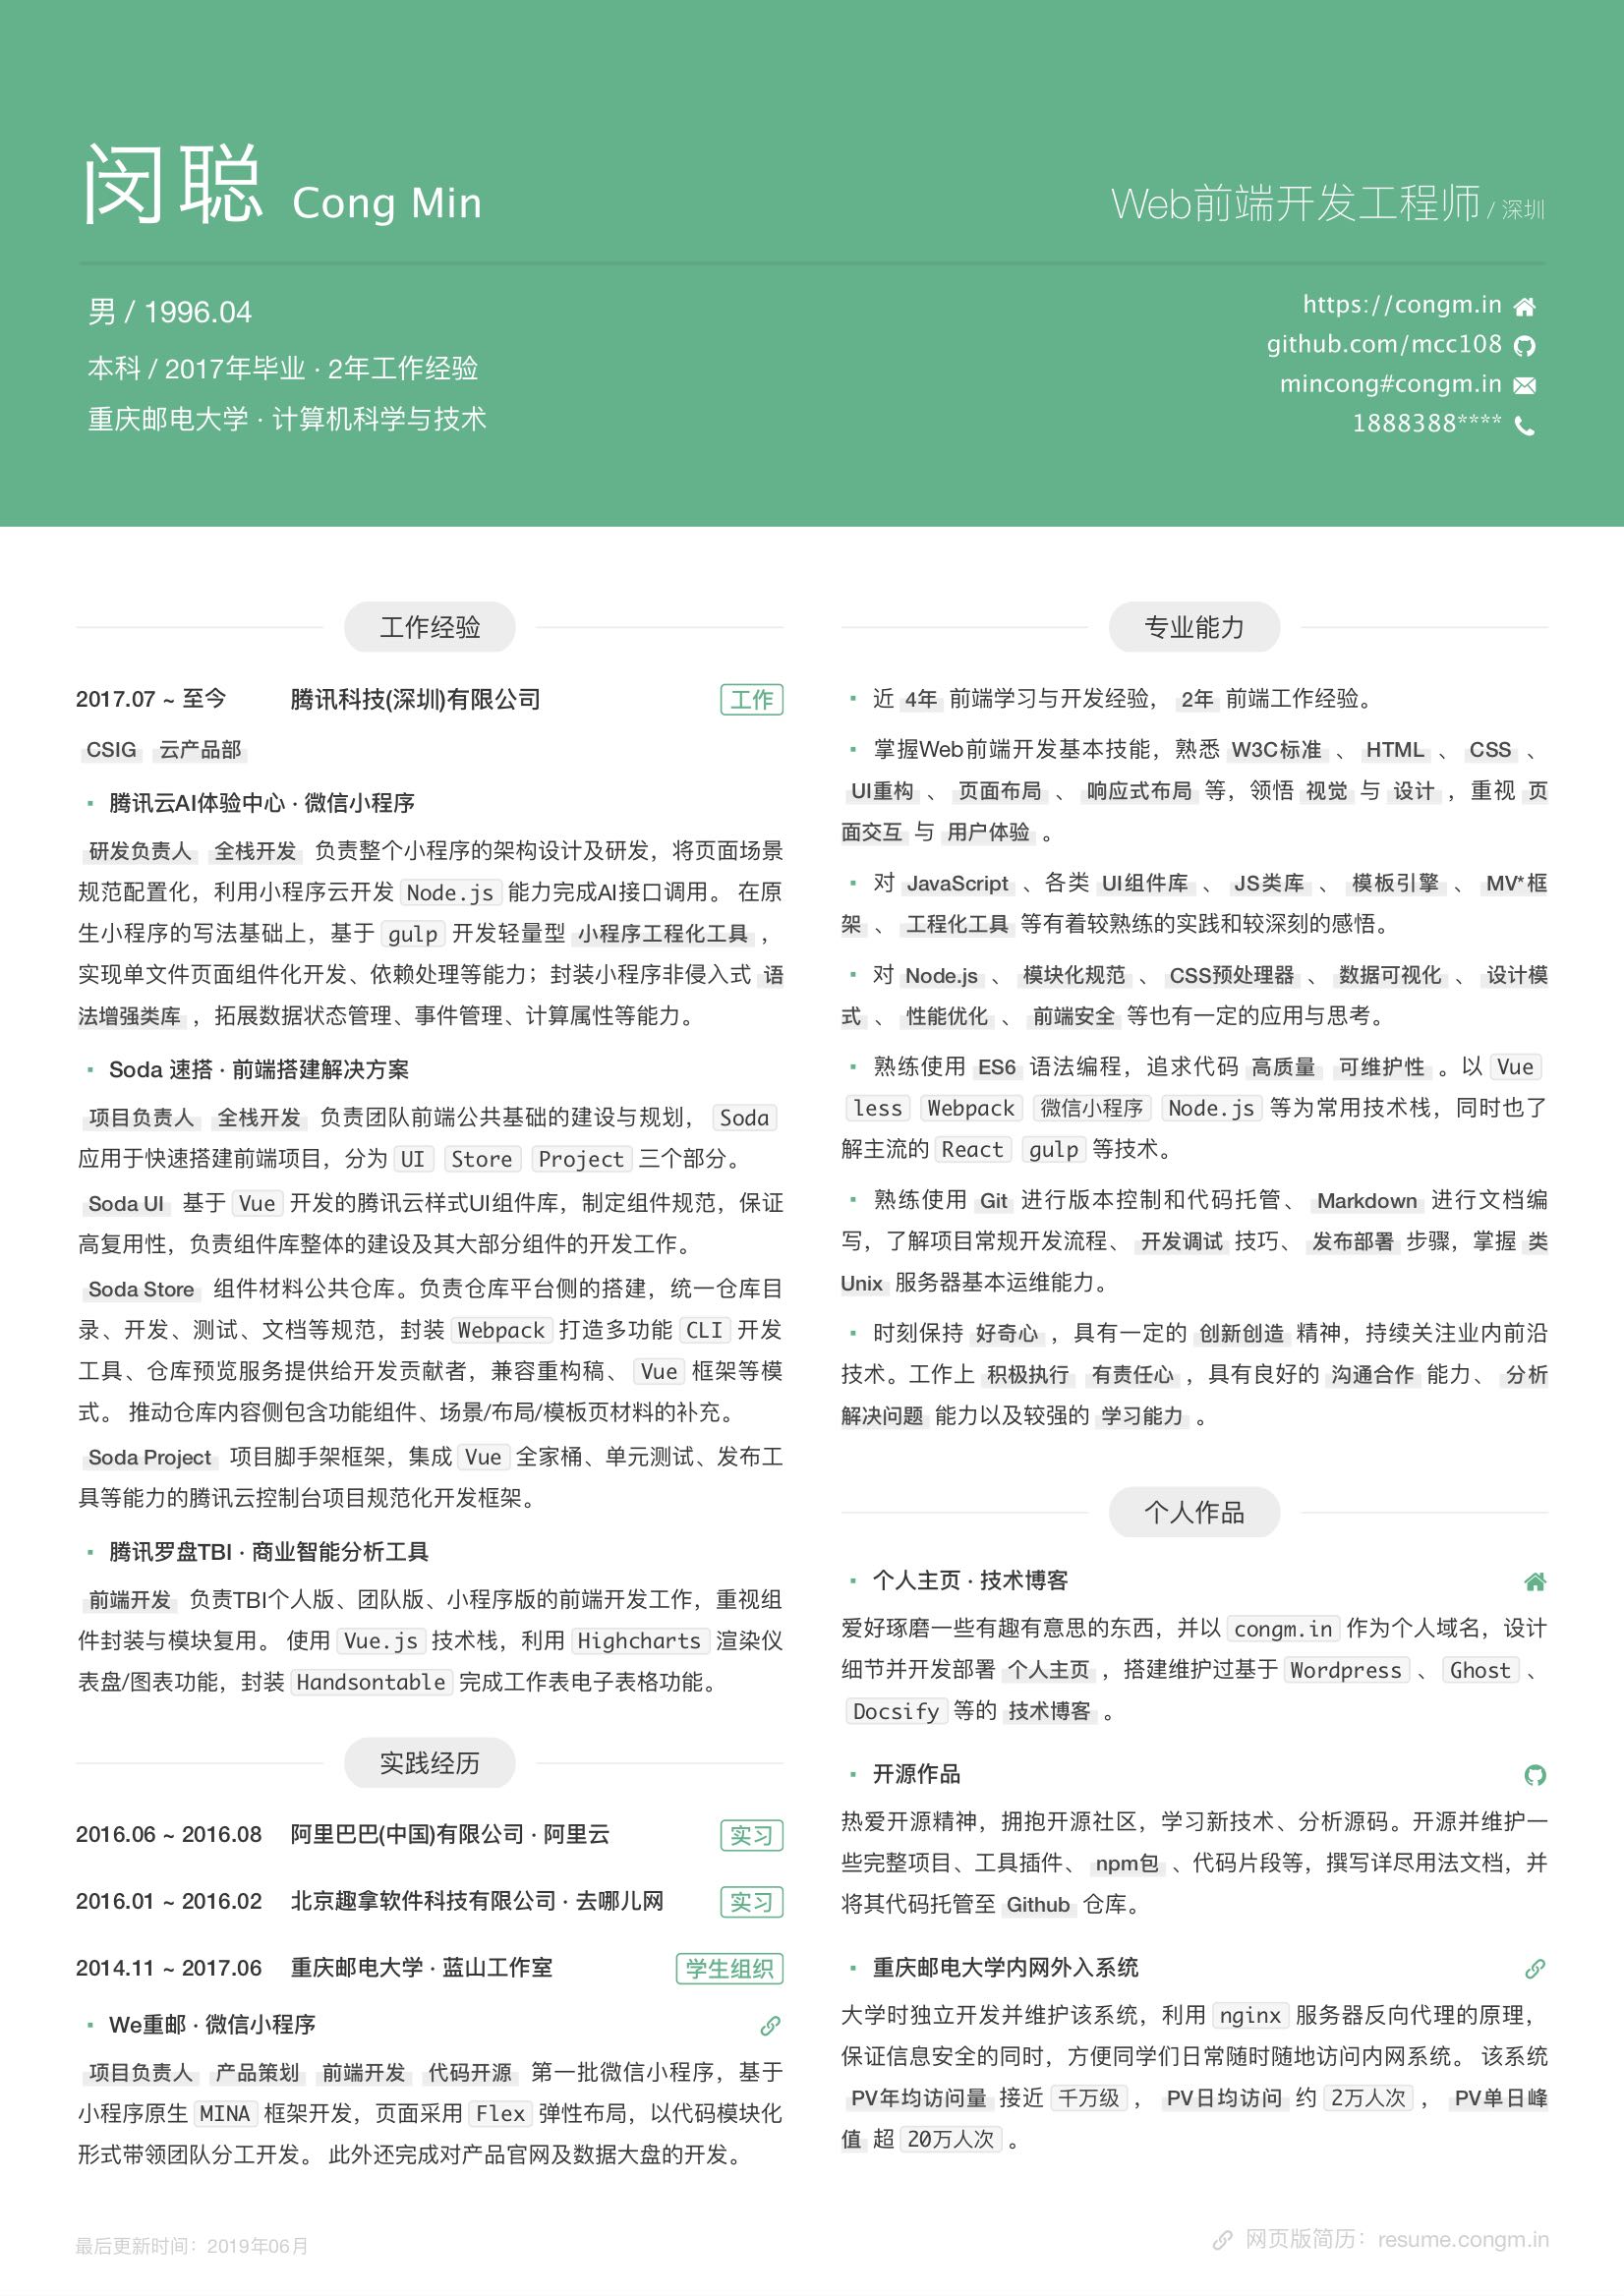 闵聪 Cong Min
Web前端开发工程师 / 深圳
男 / 1996.04
本科 / 2017年毕业 · 2年工作经验
重庆邮电大学 · 计算机科学与技术
https://congm.in
github.com/mcc108
mincong#congm.in
1888388****
工作经验
2017.07 ~ 至今 腾讯科技(深圳)有限公司 工作
CSIG 云产品部
▪ 腾讯云AI体验中心 · 微信小程序
研发负责人 全栈开发 负责整个小程序的架构设计及研发，将页面场景
规范配置化，利用小程序云开发 Node.js 能力完成AI接口调用。 在原
生小程序的写法基础上，基于 gulp 开发轻量型 小程序工程化工具 ，
实现单文件页面组件化开发、依赖处理等能力；封装小程序非侵入式 语
法增强类库 ，拓展数据状态管理、事件管理、计算属性等能力。
▪ Soda 速搭 · 前端搭建解决方案
项目负责人 全栈开发 负责团队前端公共基础的建设与规划， Soda
应用于快速搭建前端项目，分为 UI Store Project 三个部分。
Soda UI 基于 Vue 开发的腾讯云样式UI组件库，制定组件规范，保证
高复用性，负责组件库整体的建设及其大部分组件的开发工作。
Soda Store 组件材料公共仓库。负责仓库平台侧的搭建，统一仓库目
录、开发、测试、文档等规范，封装 Webpack 打造多功能 CLI 开发
工具、仓库预览服务提供给开发贡献者，兼容重构稿、 Vue 框架等模
式。 推动仓库内容侧包含功能组件、场景/布局/模板页材料的补充。
Soda Project 项目脚手架框架，集成 Vue 全家桶、单元测试、发布工
具等能力的腾讯云控制台项目规范化开发框架。
▪ 腾讯罗盘TBI · 商业智能分析工具
前端开发 负责TBI个人版、团队版、小程序版的前端开发工作，重视组
件封装与模块复用。 使用 Vue.js 技术栈，利用 Highcharts 渲染仪
表盘/图表功能，封装 Handsontable 完成工作表电子表格功能。
实践经历
2016.06 ~ 2016.08 阿里巴巴(中国)有限公司 · 阿里云 实习
2016.01 ~ 2016.02 北京趣拿软件科技有限公司 · 去哪儿网 实习
2014.11 ~ 2017.06 重庆邮电大学 · 蓝山工作室 学生组织
▪ We重邮 · 微信小程序
项目负责人 产品策划 前端开发 代码开源 第一批微信小程序，基于
小程序原生 MINA 框架开发，页面采用 Flex 弹性布局，以代码模块化
形式带领团队分工开发。 此外还完成对产品官网及数据大盘的开发。
专业能力
▪ 近 4年 前端学习与开发经验， 2年 前端工作经验。
▪ 掌握Web前端开发基本技能，熟悉 W3C标准 、 HTML 、 CSS 、
UI重构 、 页面布局 、 响应式布局 等，领悟 视觉 与 设计 ，重视 页
面交互 与 用户体验 。
▪ 对 JavaScript 、各类 UI组件库 、 JS类库 、 模板引擎 、 MV*框
架 、 工程化工具 等有着较熟练的实践和较深刻的感悟。
▪ 对 Node.js 、 模块化规范 、 CSS预处理器 、 数据可视化 、 设计模
式 、 性能优化 、 前端安全 等也有一定的应用与思考。
▪ 熟练使用 ES6 语法编程，追求代码 高质量 可维护性 。以 Vue
less Webpack 微信小程序 Node.js 等为常用技术栈，同时也了
解主流的 React gulp 等技术。
▪ 熟练使用 Git 进行版本控制和代码托管、 Markdown 进行文档编
写，了解项目常规开发流程、 开发调试 技巧、 发布部署 步骤，掌握 类
Unix 服务器基本运维能力。
▪ 时刻保持 好奇心 ，具有一定的 创新创造 精神，持续关注业内前沿
技术。工作上 积极执行 有责任心 ，具有良好的 沟通合作 能力、 分析
解决问题 能力以及较强的 学习能力 。
个人作品
▪ 个人主页 · 技术博客
爱好琢磨一些有趣有意思的东西，并以 congm.in 作为个人域名，设计
细节并开发部署 个人主页 ，搭建维护过基于 Wordpress 、 Ghost 、
Docsify 等的 技术博客 。
▪ 开源作品
热爱开源精神，拥抱开源社区，学习新技术、分析源码。开源并维护一
些完整项目、工具插件、 npm包 、代码片段等，撰写详尽用法文档，并
将其代码托管至 Github 仓库。
▪ 重庆邮电大学内网外入系统
大学时独立开发并维护该系统，利用 nginx 服务器反向代理的原理，
保证信息安全的同时，方便同学们日常随时随地访问内网系统。 该系统
PV年均访问量 接近 千万级 ， PV日均访问 约 2万人次 ， PV单日峰
值 超 20万人次 。
最后更新时间：2019年06月
网页版简历：resume.congm.in